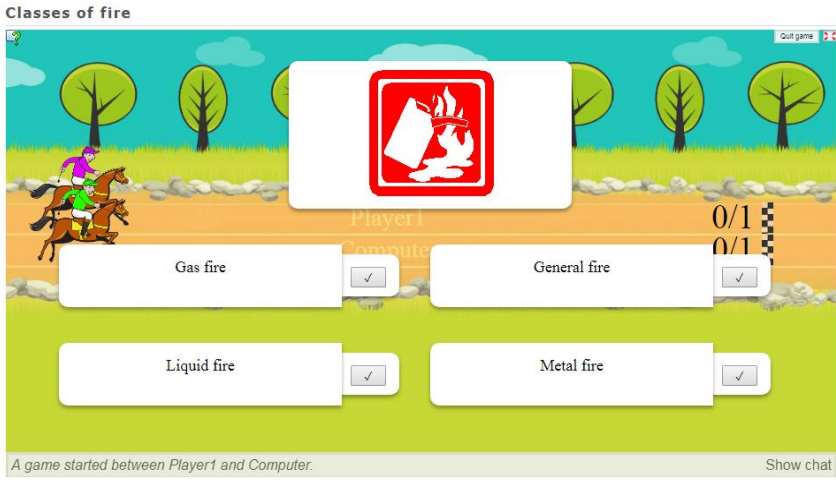 Classes of fire
Quit game
Player1
0/1
Computer
0/1
Gas fire
✓
General fire
✓
Liquid fire
✓
Metal fire
✓
A game started between Player1 and Computer.
Show chat